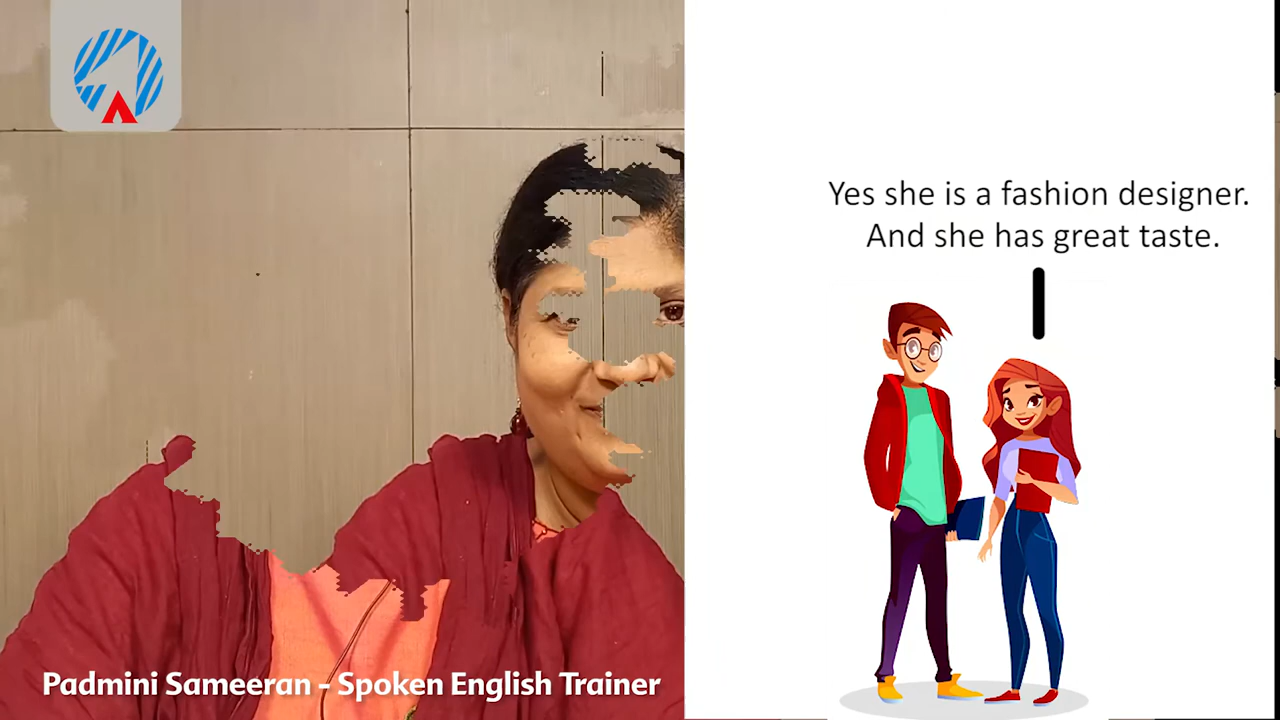 Yes she is a fashion designer.
And she has great taste.
Padmini Sameeran - Spoken English Trainer